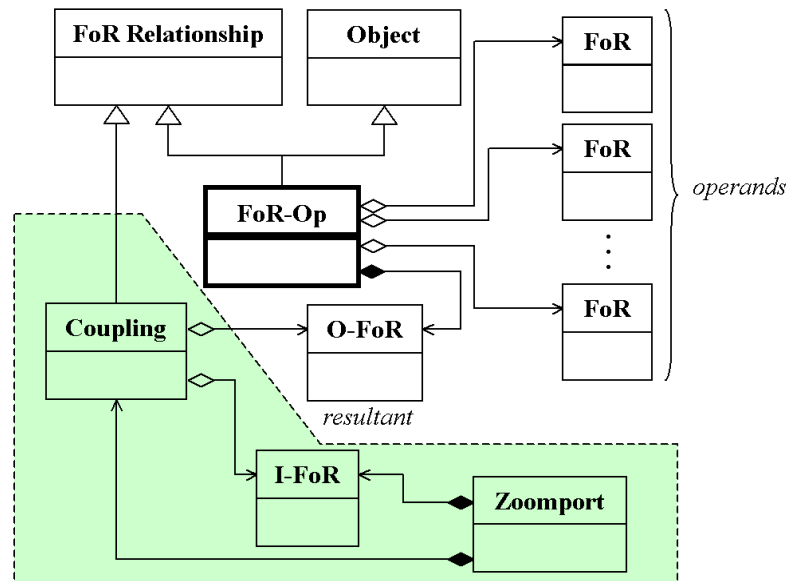 FoR Relationship
Object
FoR
FoR
operands
FoR-Op
FoR
Coupling
O-FoR
resultant
I-FoR
Zoomport